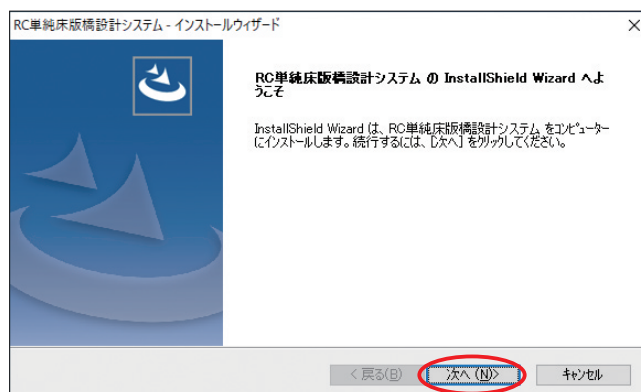 RC単純床版橋設計システム - インストールウィザード
RC単純床版橋設計システム の InstallShield Wizard へよ
うこそ
InstallShield Wizard は、RC単純床版橋設計システム をコンピューター
にインストールします。続行するには、[次へ] をクリックしてください。
< 戻る(B)
次へ (N)>
キャンセル